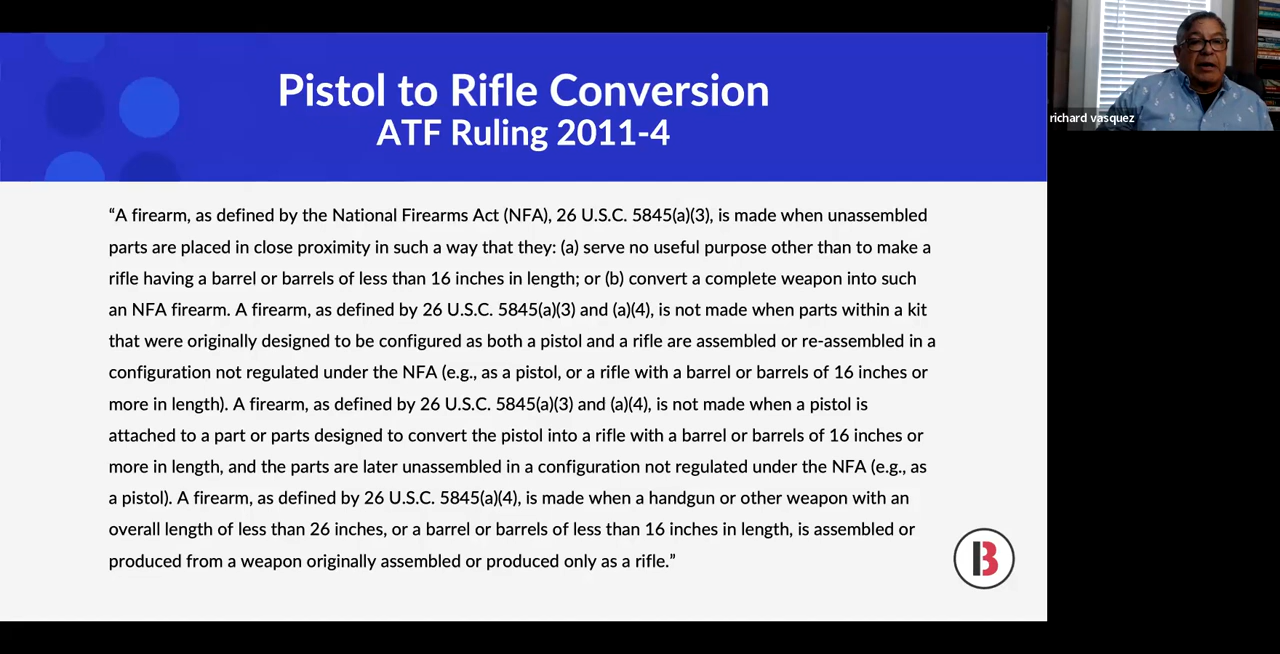 Pistol to Rifle Conversion
ATF Ruling 2011-4
richard vasquez
“A firearm, as defined by the National Firearms Act (NFA), 26 U.S.C. 5845(a)(3), is made when unassembled
parts are placed in close proximity in such a way that they: (a) serve no useful purpose other than to make a
rifle having a barrel or barrels of less than 16 inches in length; or (b) convert a complete weapon into such
an NFA firearm. A firearm, as defined by 26 U.S.C. 5845(a)(3) and (a)(4), is not made when parts within a kit
that were originally designed to be configured as both a pistol and a rifle are assembled or re-assembled in a
configuration not regulated under the NFA (e.g., as a pistol, or a rifle with a barrel or barrels of 16 inches or
more in length). A firearm, as defined by 26 U.S.C. 5845(a)(3) and (a)(4), is not made when a pistol is
attached to a part or parts designed to convert the pistol into a rifle with a barrel or barrels of 16 inches or
more in length, and the parts are later unassembled in a configuration not regulated under the NFA (e.g., as
a pistol). A firearm, as defined by 26 U.S.C. 5845(a)(4), is made when a handgun or other weapon with an
overall length of less than 26 inches, or a barrel or barrels of less than 16 inches in length, is assembled or
produced from a weapon originally assembled or produced only as a rifle.”
B